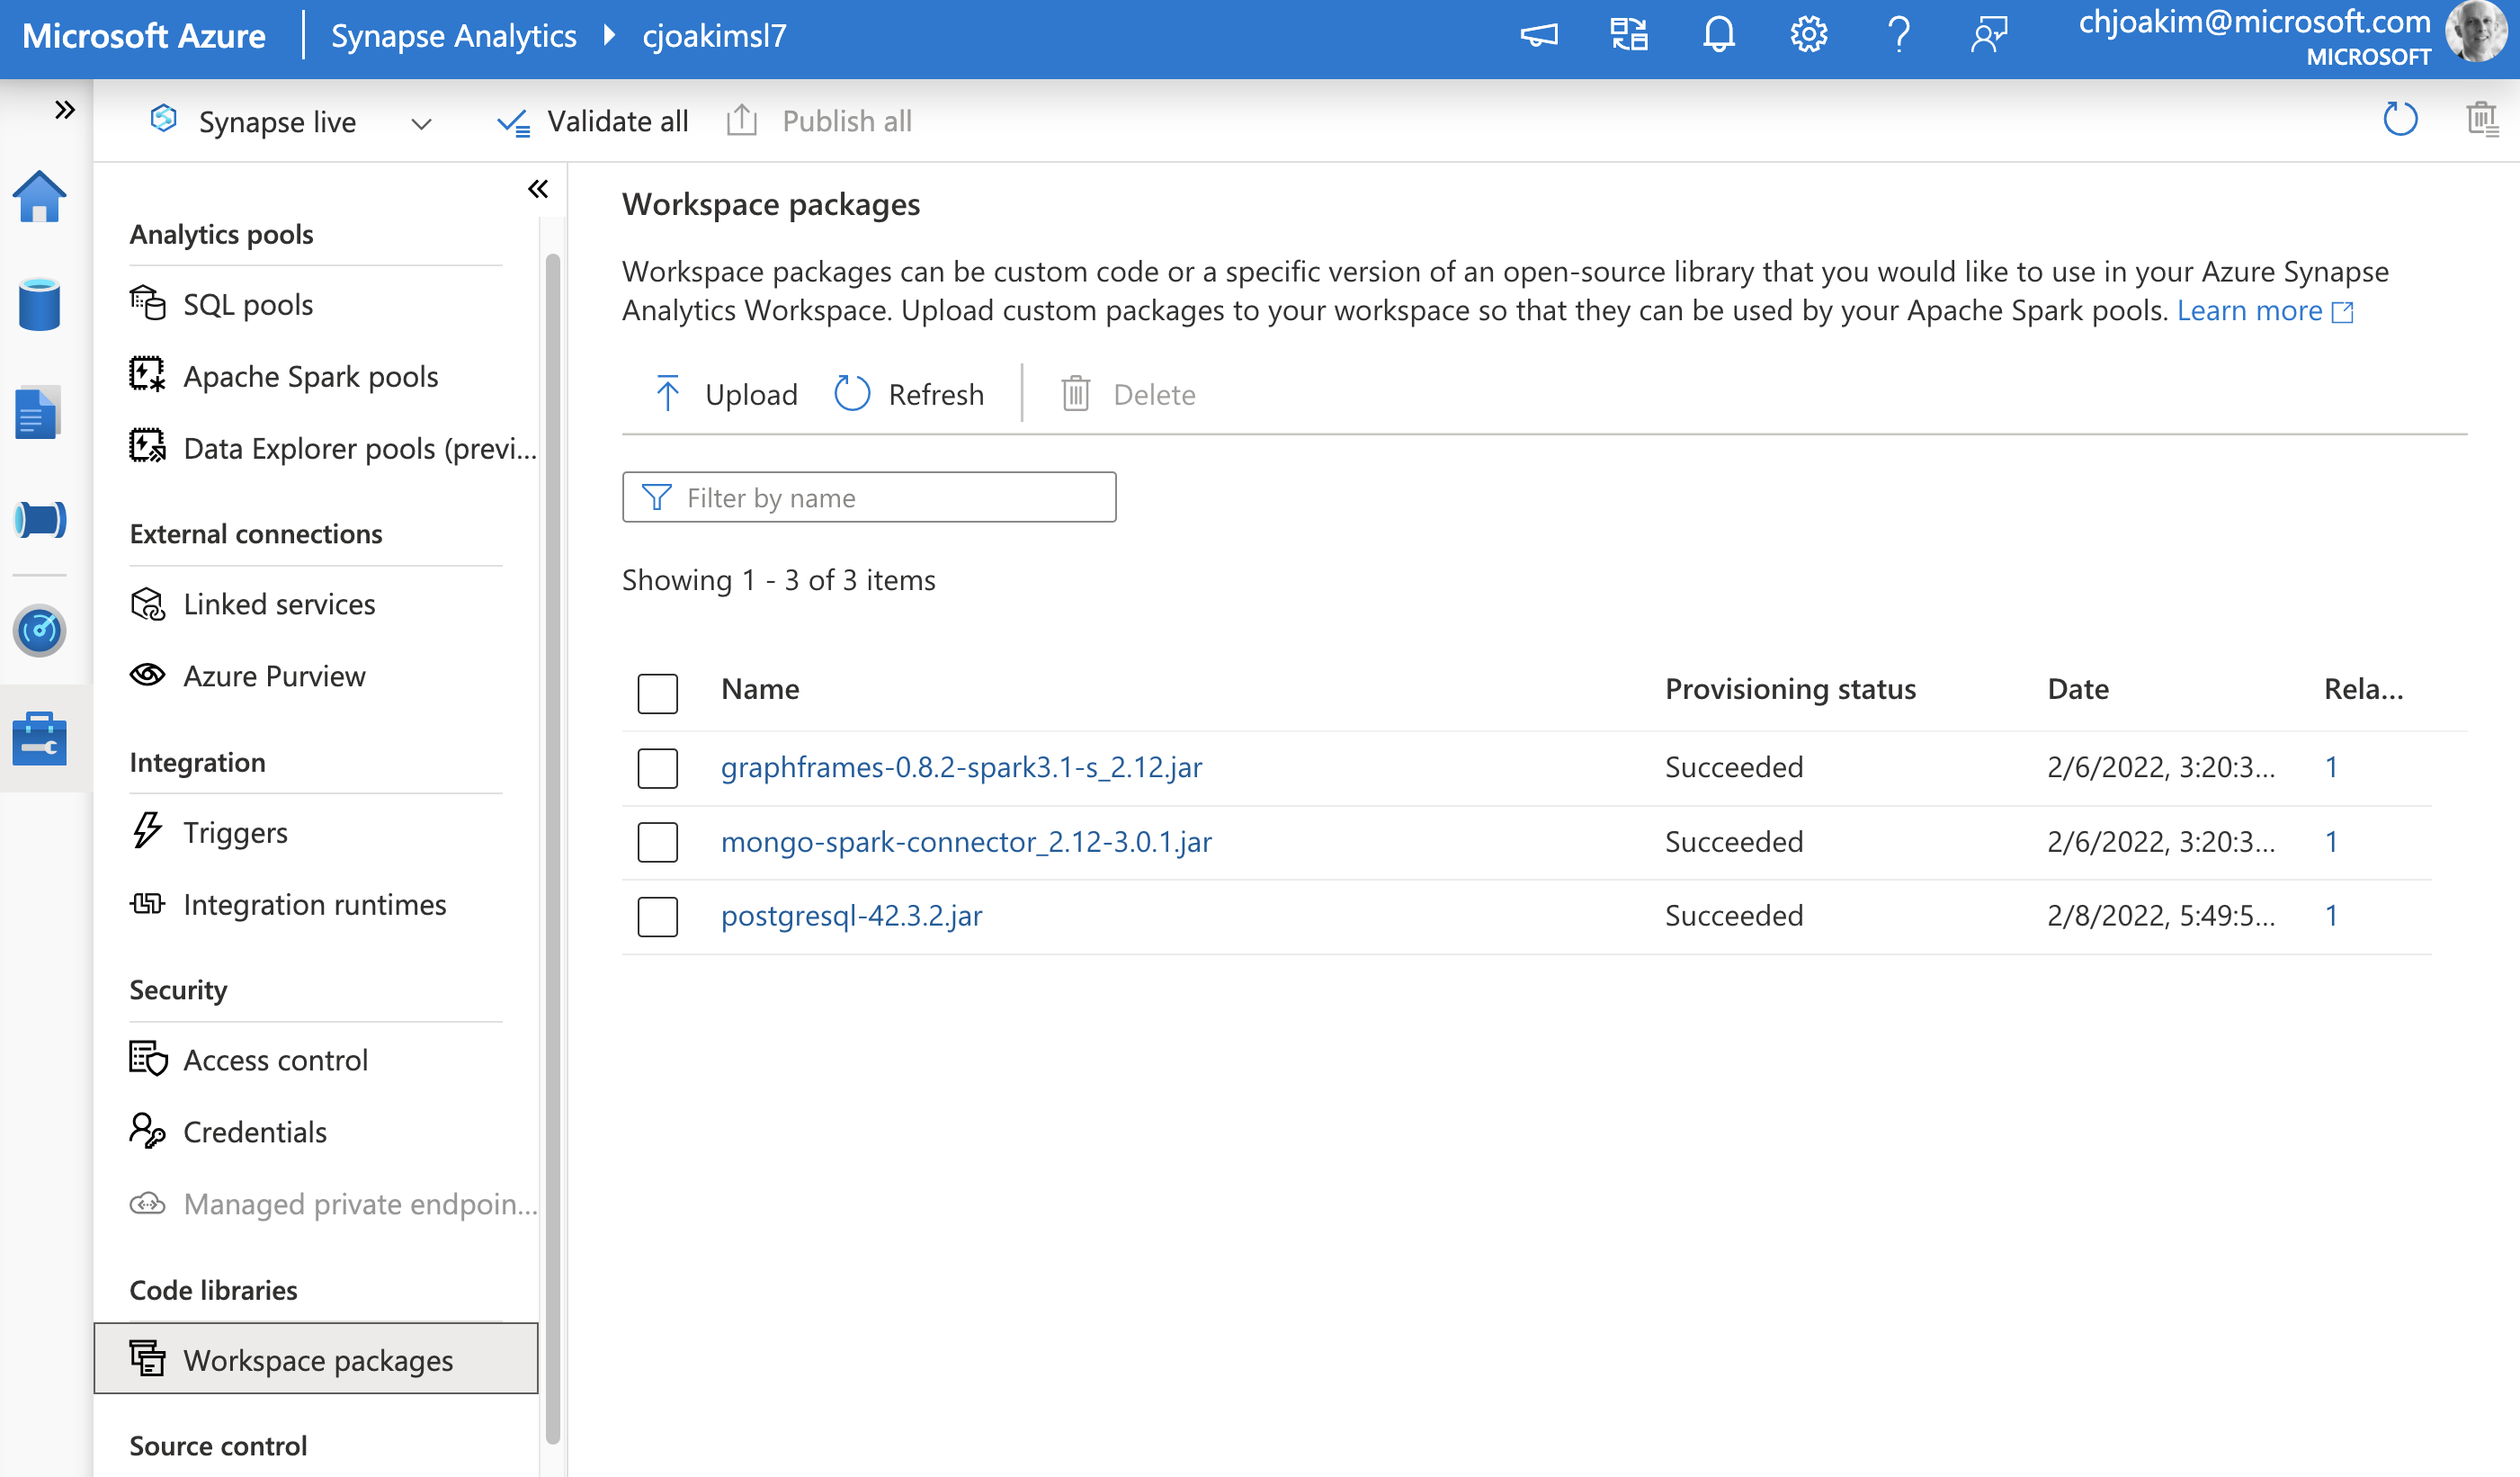 Microsoft Azure
Synapse Analytics
cjoakimsl7
chjoakim@microsoft.com
MICROSOFT
Synapse live
Validate all
Publish all
Analytics pools
SQL pools
Apache Spark pools
Data Explorer pools (previ...
External connections
Linked services
Azure Purview
Integration
Triggers
Integration runtimes
Security
Access control
Credentials
Managed private endpoin...
Code libraries
Workspace packages
Source control
Workspace packages
Workspace packages can be custom code or a specific version of an open-source library that you would like to use in your Azure Synapse
Analytics Workspace. Upload custom packages to your workspace so that they can be used by your Apache Spark pools. Learn more
Upload Refresh Delete
Filter by name
Showing 1 - 3 of 3 items
Name Provisioning status Date Rela...
graphframes-0.8.2-spark3.1-s_2.12.jar Succeeded 2/6/2022, 3:20:3... 1
mongo-spark-connector_2.12-3.0.1.jar Succeeded 2/6/2022, 3:20:3... 1
postgresql-42.3.2.jar Succeeded 2/8/2022, 5:49:5... 1